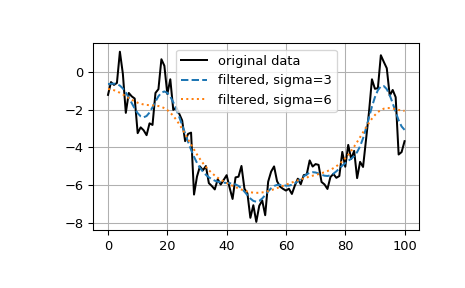 original data
filtered, sigma=3
filtered, sigma=6
0
−2
−4
−6
−8
0 20 40 60 80 100